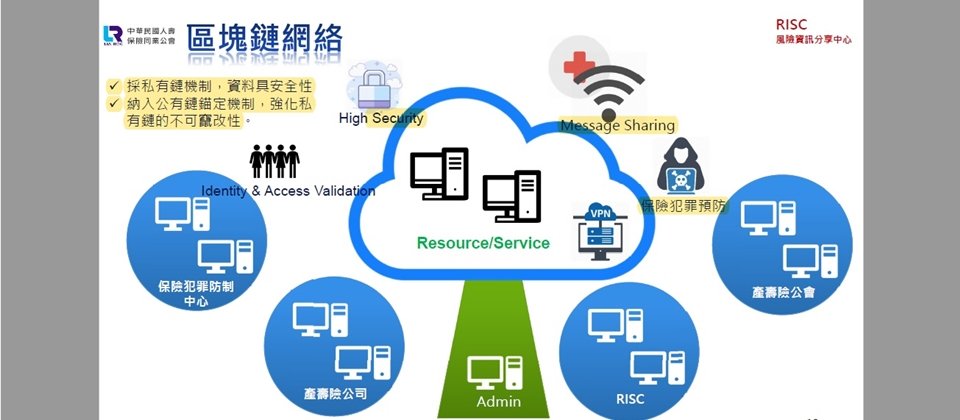 中華民國人壽
保險同業公會
區塊鏈網絡
RISC
風險資訊分享中心
✓ 採私有鏈機制，資料具安全性
✓ 納入公有鏈錨定機制，強化私
有鏈的不可竄改性。
High Security
Message Sharing
Identity & Access Validation
保險犯罪預防
VPN
Resource/Service
保險犯罪防制
中心
產壽險公會
產壽險公司
Admin
RISC